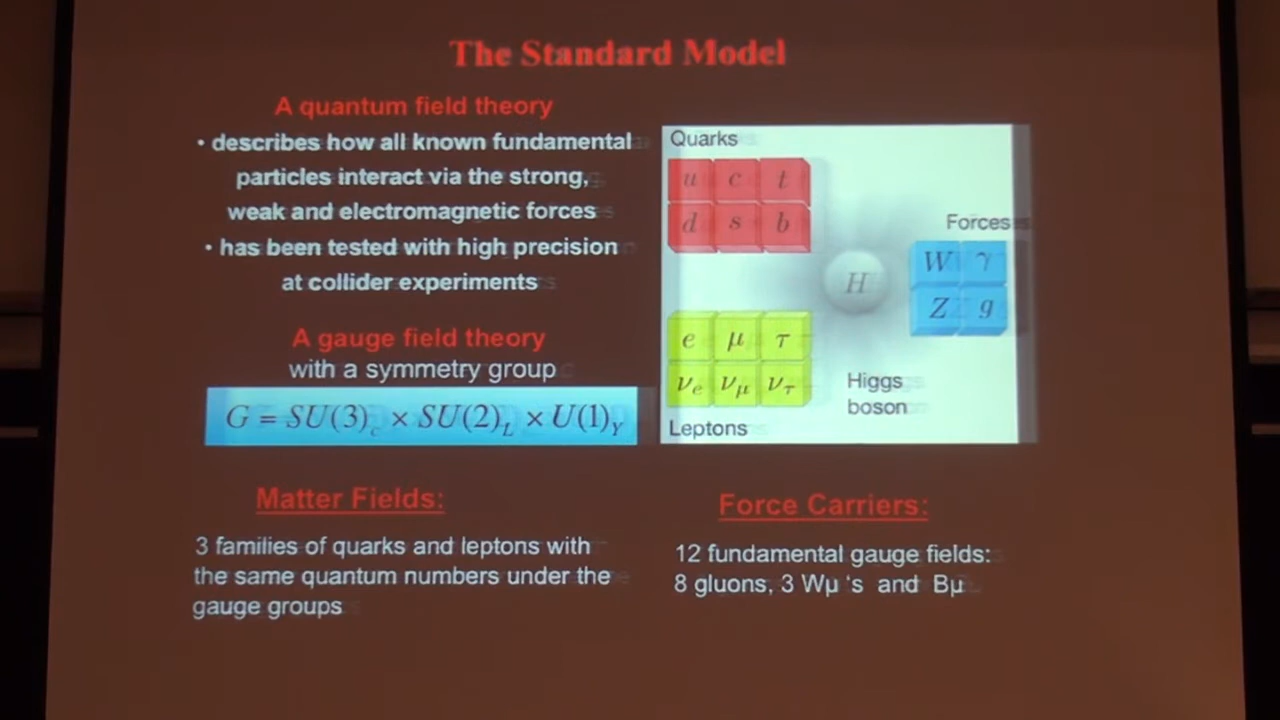 The Standard Model
A quantum field theory
• describes how all known fundamental
particles interact via the strong,
weak and electromagnetic forces
• has been tested with high precision
at collider experiments
A gauge field theory
with a symmetry group
G = SU(3)c × SU(2)L × U(1)Y
Quarks
u c t
d s b
Forces
W γ
Z g
H
e μ τ
νe νμ ντ
Higgs
boson
Leptons
Matter Fields:
3 families of quarks and leptons with
the same quantum numbers under the
gauge groups
Force Carriers:
12 fundamental gauge fields:
8 gluons, 3 Wμ 's and Bμ